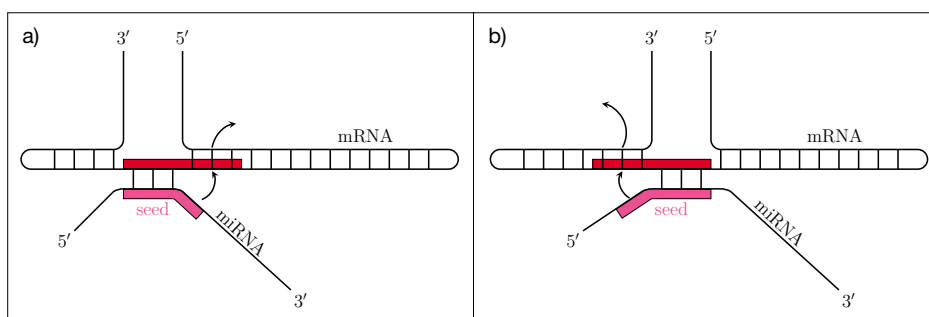 a)
3′ 5′
mRNA
seed
miRNA
5′
3′
b)
3′ 5′
mRNA
seed
miRNA
5′
3′